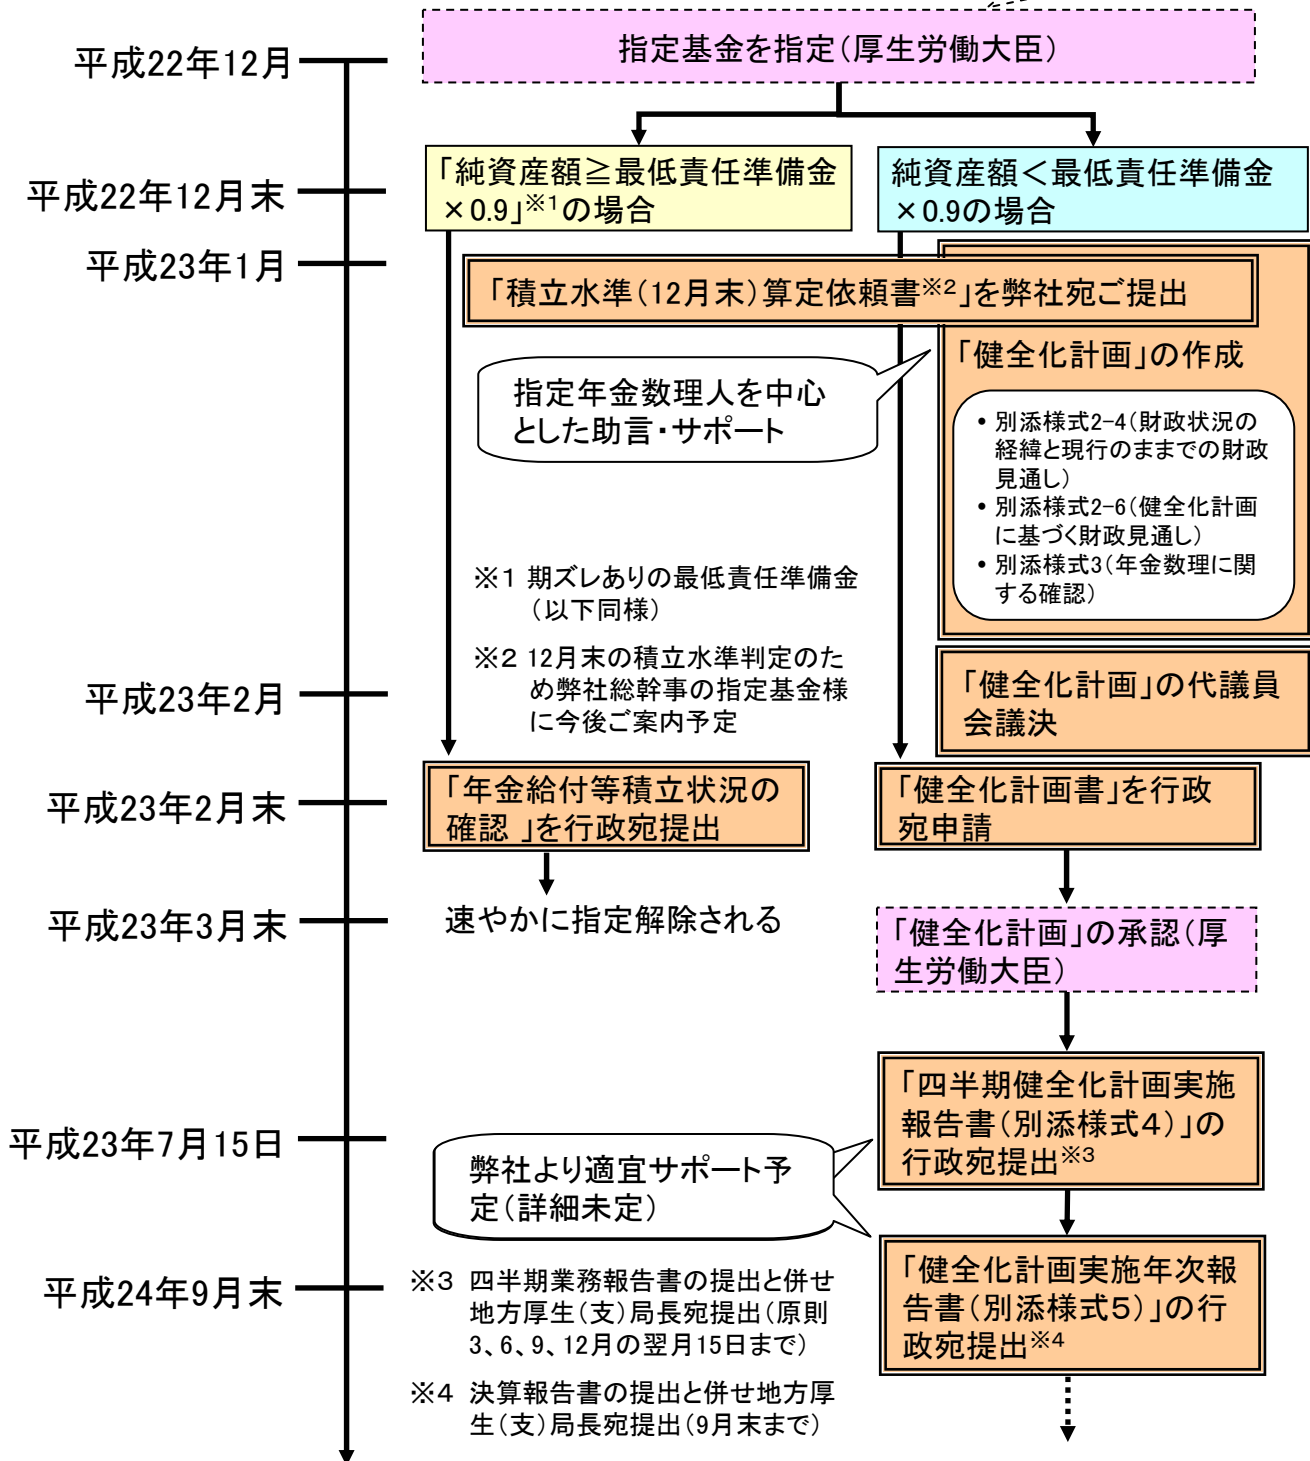 平成22年12月
指定基金を指定（厚生労働大臣）
平成22年12月末
「純資産額≧最低責任準備金
×0.9」※1の場合
純資産額＜最低責任準備金
×0.9の場合
平成23年1月
「積立水準（12月末）算定依頼書※2」を弊社宛ご提出
「健全化計画」の作成
指定年金数理人を中心
とした助言・サポート
• 別添様式2-4（財政状況の
経緯と現行のままでの財政
見通し）
• 別添様式2-6（健全化計画
に基づく財政見通し）
• 別添様式3（年金数理に関
する確認）
※1 期ズレありの最低責任準備金
（以下同様）
※2 12月末の積立水準判定のた
め弊社総幹事の指定基金様
に今後ご案内予定
平成23年2月
「健全化計画」の代議員
会議決
平成23年2月末
「年金給付等積立状況の
確認 」を行政宛提出
「健全化計画書」を行政
宛申請
平成23年3月末
速やかに指定解除される
「健全化計画」の承認（厚
生労働大臣）
平成23年7月15日
「四半期健全化計画実施
報告書（別添様式4）」の
行政宛提出※3
弊社より適宜サポート予
定（詳細未定）
平成24年9月末
「健全化計画実施年次報
告書（別添様式5）」の行
政宛提出※4
※3 四半期業務報告書の提出と併せ
地方厚生（支）局長宛提出（原則
3、6、9、12月の翌月15日まで）
※4 決算報告書の提出と併せ地方厚
生（支）局長宛提出（9月末まで）